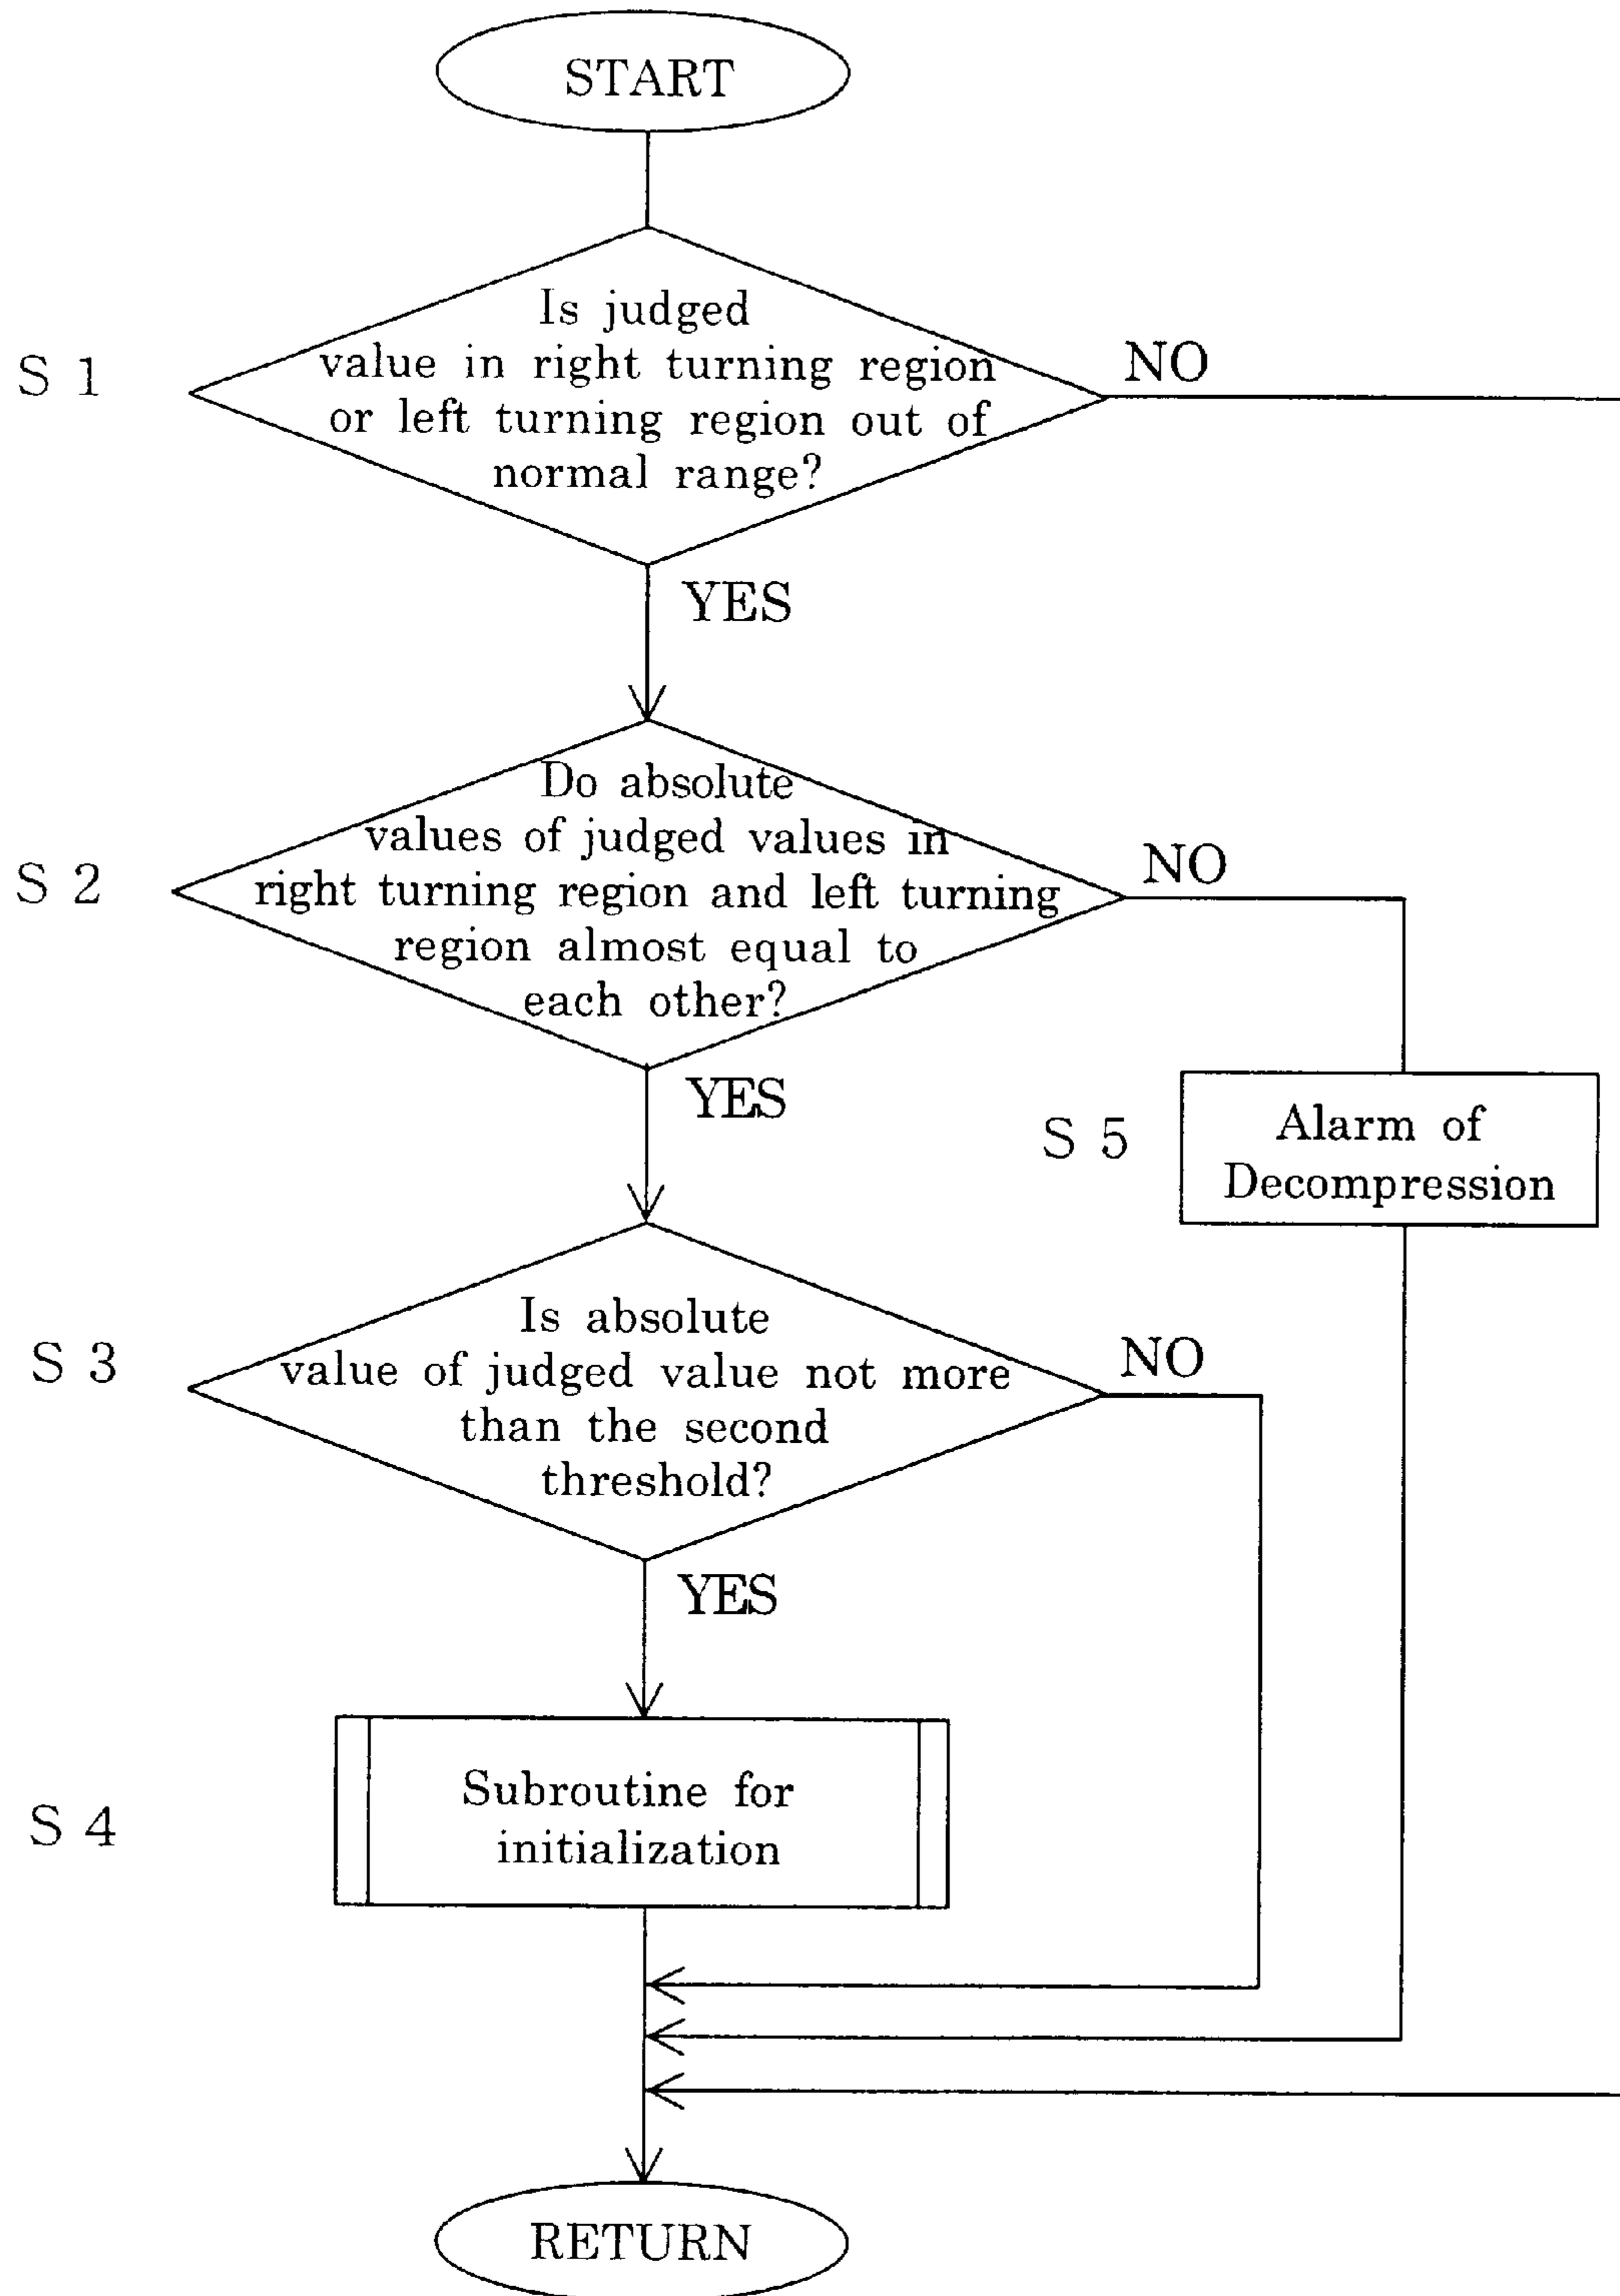 START
S 1
Is judged
value in right turning region
or left turning region out of
normal range?
NO
YES
S 2
Do absolute
values of judged values in
right turning region and left turning
region almost equal to
each other?
NO
YES
S 5
Alarm of
Decompression
S 3
Is absolute
value of judged value not more
than the second
threshold?
NO
YES
S 4
Subroutine for
initialization
RETURN